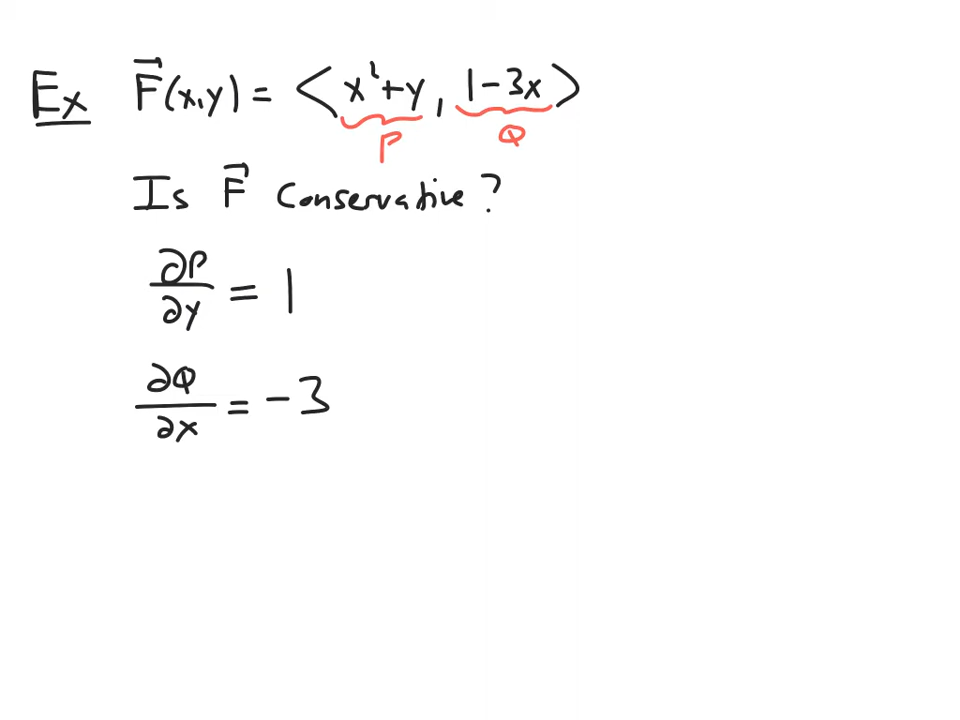 Ex F⃗(x,y) = <x²+y, 1-3x>
P Q
Is F⃗ Conservative?
∂P/∂y = 1
∂Q/∂x = -3